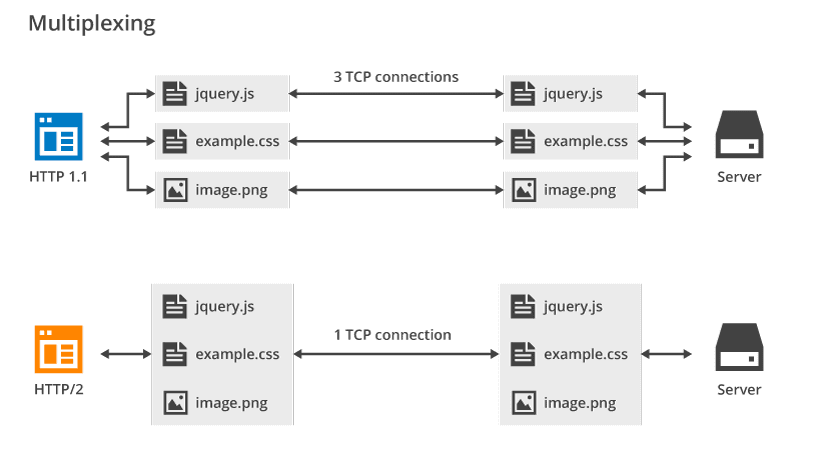 Multiplexing
3 TCP connections
jquery.js
jquery.js
example.css
example.css
HTTP 1.1
Server
image.png
image.png
jquery.js
jquery.js
1 TCP connection
example.css
example.css
HTTP/2
Server
image.png
image.png